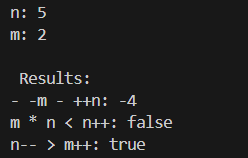 n: 5
m: 2
Results:
- -m - ++n: -4
m * n < n++: false
n-- > m++: true